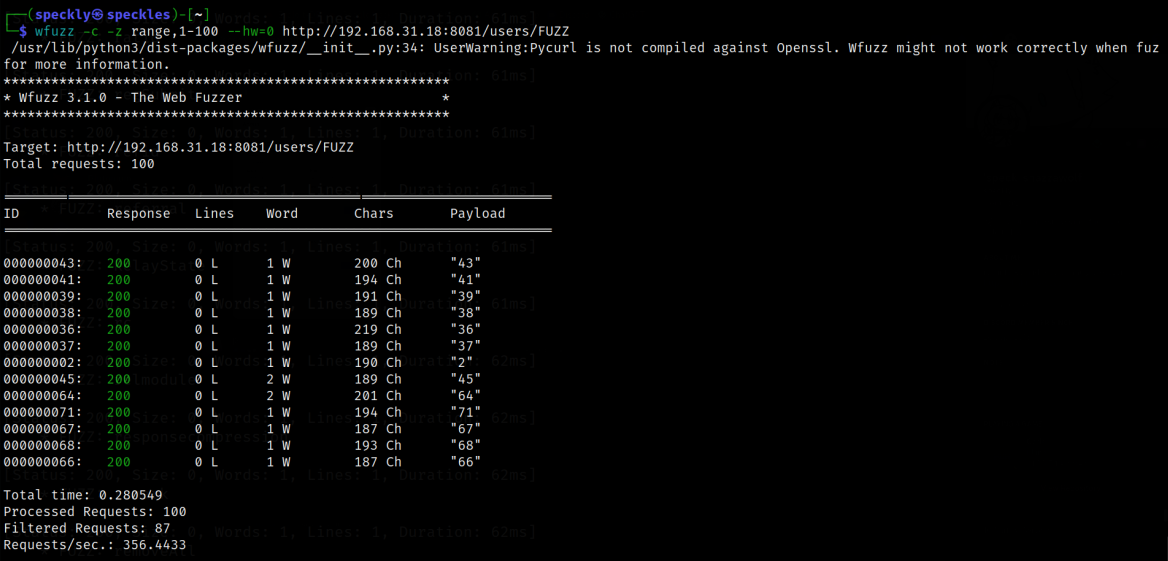 ┌──(speckly㉿speckles)-[~]
└─$ wfuzz -c -z range,1-100 --hw=0 http://192.168.31.18:8081/users/FUZZ
/usr/lib/python3/dist-packages/wfuzz/__init__.py:34: UserWarning:Pycurl is not compiled against Openssl. Wfuzz might not work correctly when fuz
for more information.
********************************************************
* Wfuzz 3.1.0 - The Web Fuzzer                         *
********************************************************
Target: http://192.168.31.18:8081/users/FUZZ
Total requests: 100
=====================================================================
ID           Response   Lines    Word       Chars       Payload
=====================================================================
000000043:   200        0 L      1 W        200 Ch      "43"
000000041:   200        0 L      1 W        194 Ch      "41"
000000039:   200        0 L      1 W        191 Ch      "39"
000000038:   200        0 L      1 W        189 Ch      "38"
000000036:   200        0 L      1 W        219 Ch      "36"
000000037:   200        0 L      1 W        189 Ch      "37"
000000002:   200        0 L      1 W        190 Ch      "2"
000000045:   200        0 L      2 W        189 Ch      "45"
000000064:   200        0 L      2 W        201 Ch      "64"
000000071:   200        0 L      1 W        194 Ch      "71"
000000067:   200        0 L      1 W        187 Ch      "67"
000000068:   200        0 L      1 W        193 Ch      "68"
000000066:   200        0 L      1 W        187 Ch      "66"
Total time: 0.280549
Processed Requests: 100
Filtered Requests: 87
Requests/sec.: 356.4433